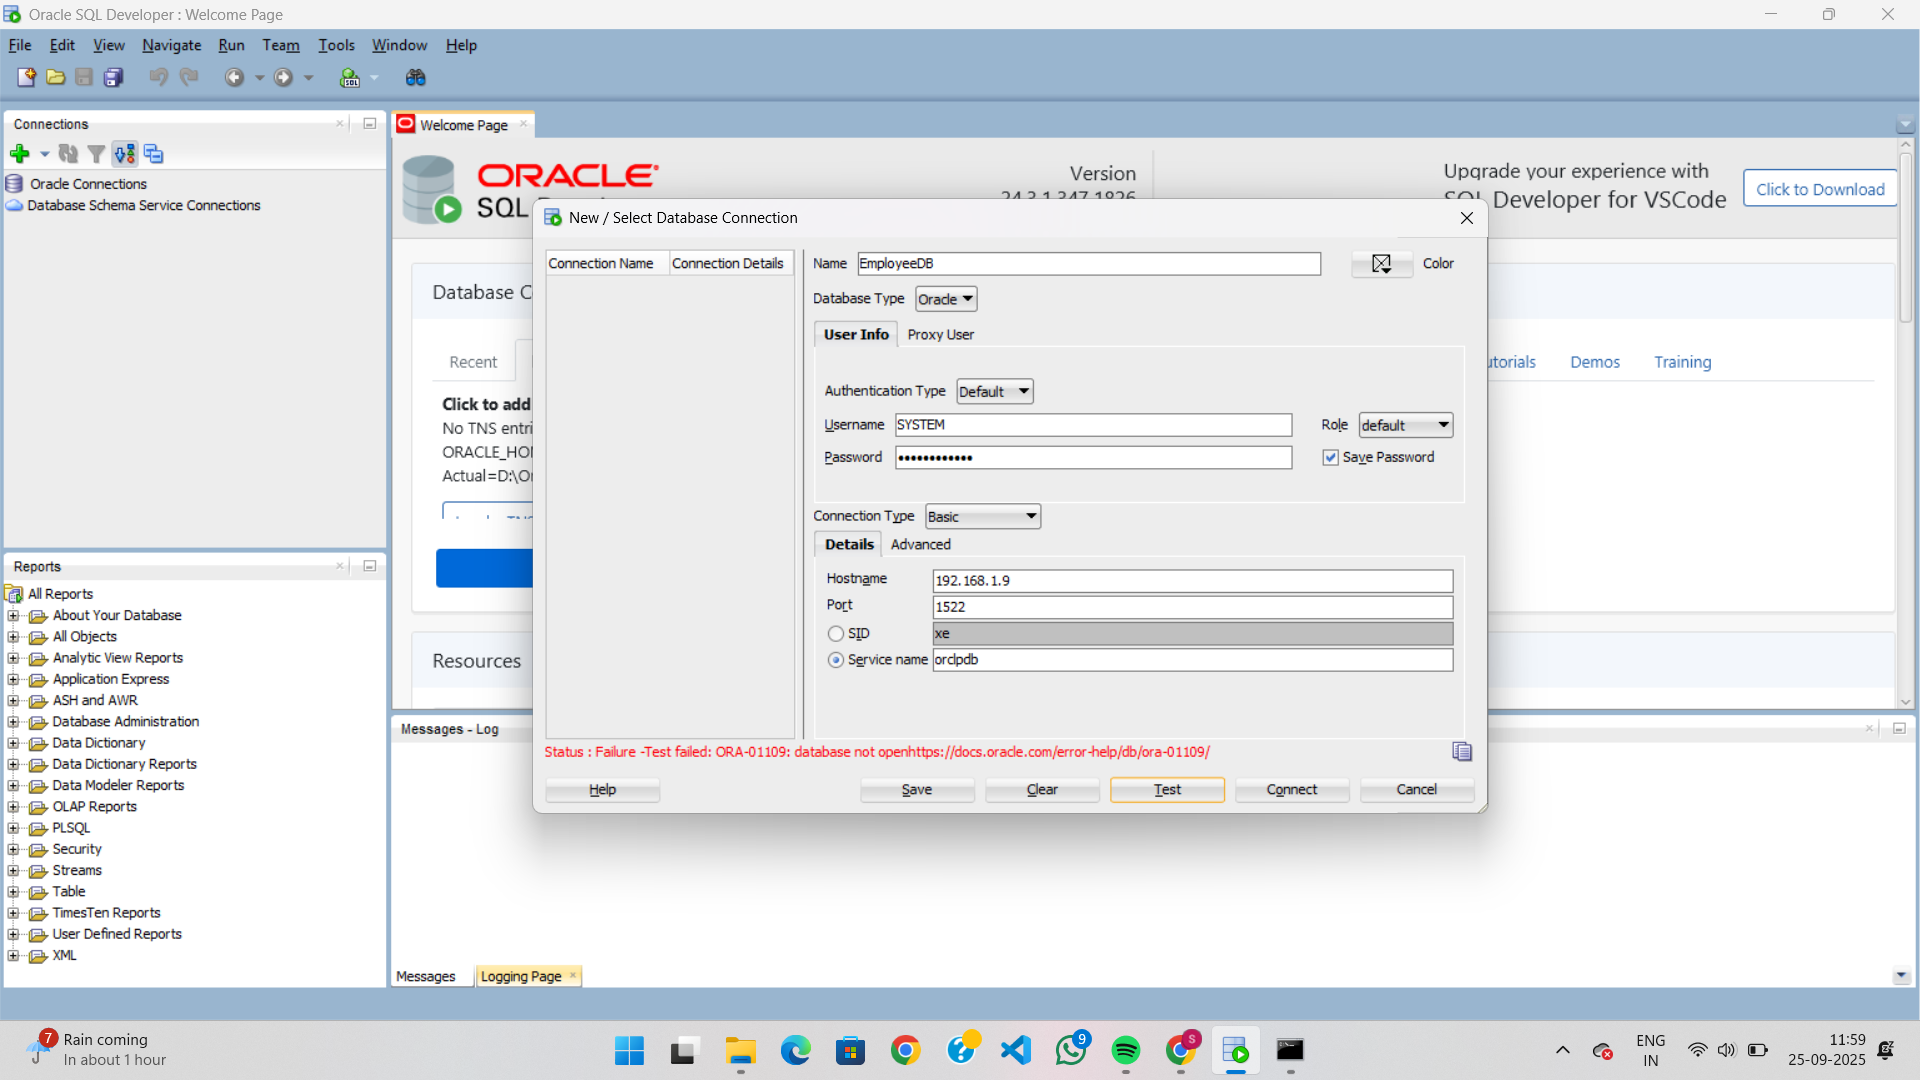 Oracle SQL Developer : Welcome Page
File Edit View Navigate Run Team Tools Window Help
Connections
Oracle Connections
Database Schema Service Connections
Welcome Page
ORACLE
SQL
Version
24.3.1.347.1826
Upgrade your experience with
SQL Developer for VSCode
Click to Download
Database C
Recent
Click to add
No TNS entri
ORACLE_HO
Actual=D:\O
utorials Demos Training
Resources
New / Select Database Connection
Connection Name Connection Details
Name EmployeeDB Color
Database Type Oracle
User Info Proxy User
Authentication Type Default
Username SYSTEM Role default
Password •••••••••••• Save Password
Connection Type Basic
Details Advanced
Hostname 192.168.1.9
Port 1522
SID xe
Service name orclpdb
Status : Failure -Test failed: ORA-01109: database not openhttps://docs.oracle.com/error-help/db/ora-01109/
Help Save Clear Test Connect Cancel
Reports
All Reports
About Your Database
All Objects
Analytic View Reports
Application Express
ASH and AWR
Database Administration
Data Dictionary
Data Dictionary Reports
Data Modeler Reports
OLAP Reports
PLSQL
Security
Streams
Table
TimesTen Reports
User Defined Reports
XML
Messages - Log
Messages Logging Page
7
Rain coming
In about 1 hour
9
S
ENG
IN
11:59
25-09-2025